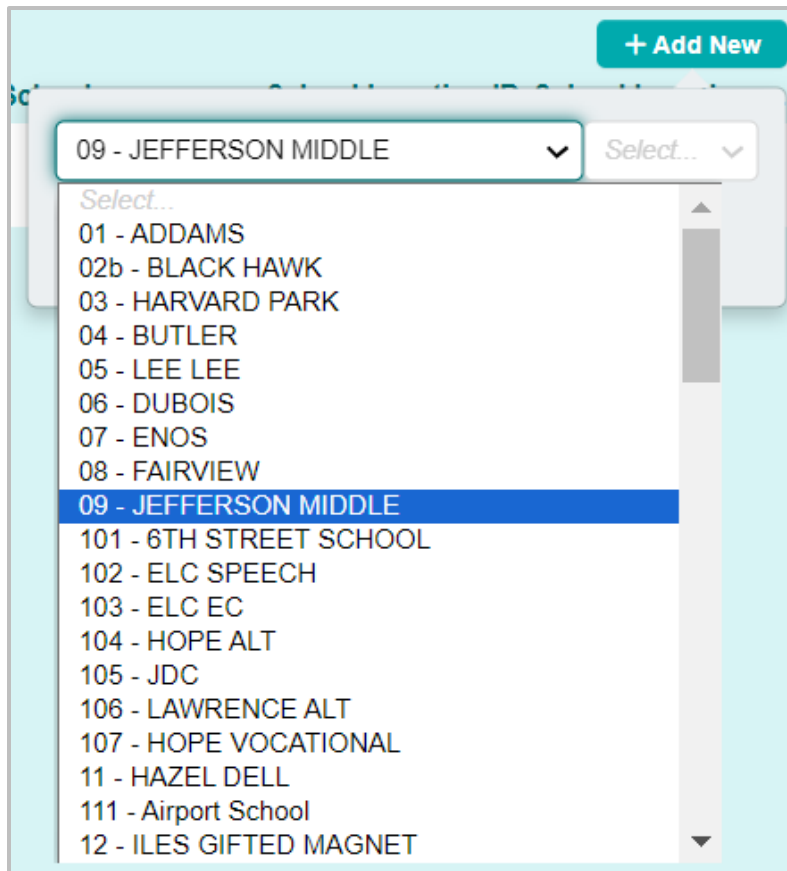 + Add New
09 - JEFFERSON MIDDLE Select...
Select...
01 - ADDAMS
02b - BLACK HAWK
03 - HARVARD PARK
04 - BUTLER
05 - LEE LEE
06 - DUBOIS
07 - ENOS
08 - FAIRVIEW
09 - JEFFERSON MIDDLE
101 - 6TH STREET SCHOOL
102 - ELC SPEECH
103 - ELC EC
104 - HOPE ALT
105 - JDC
106 - LAWRENCE ALT
107 - HOPE VOCATIONAL
11 - HAZEL DELL
111 - Airport School
12 - ILES GIFTED MAGNET